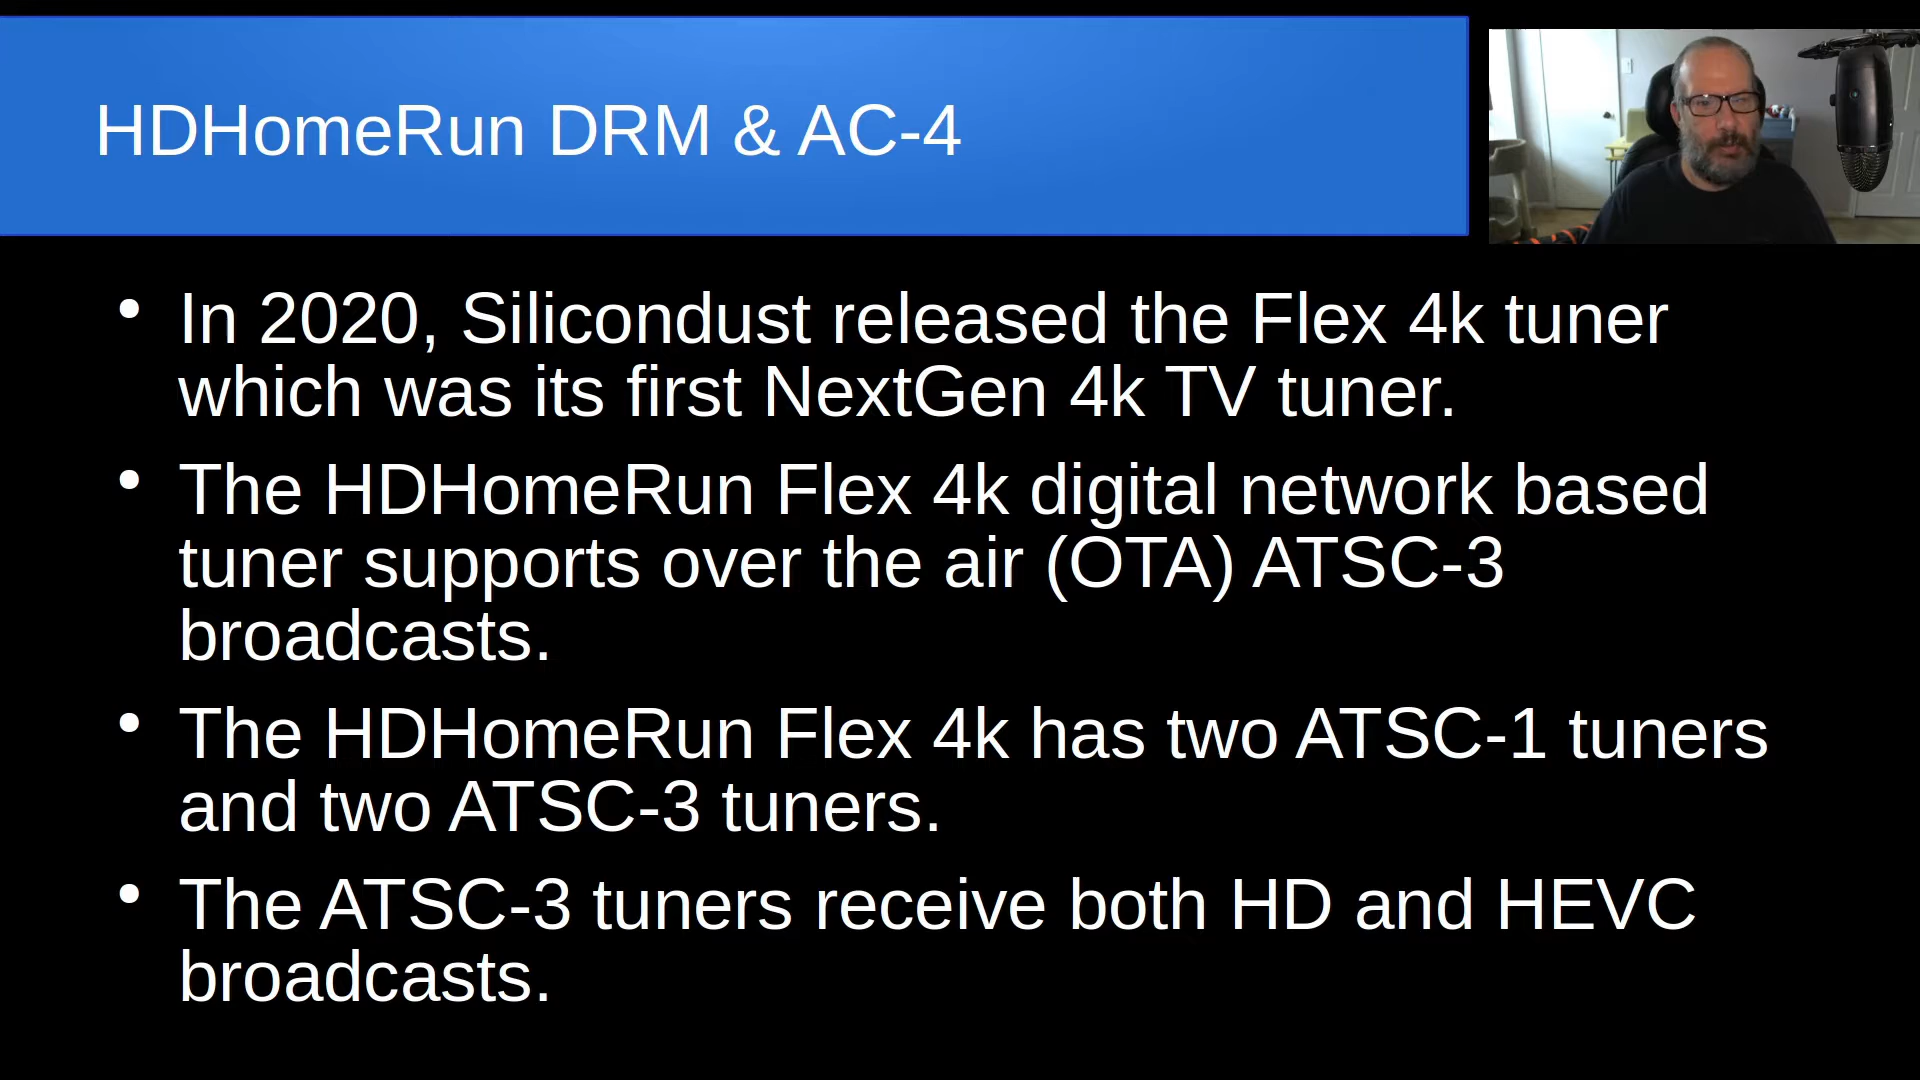 HDHomeRun DRM & AC-4
• In 2020, Silicondust released the Flex 4k tuner
which was its first NextGen 4k TV tuner.
• The HDHomeRun Flex 4k digital network based
tuner supports over the air (OTA) ATSC-3
broadcasts.
• The HDHomeRun Flex 4k has two ATSC-1 tuners
and two ATSC-3 tuners.
• The ATSC-3 tuners receive both HD and HEVC
broadcasts.